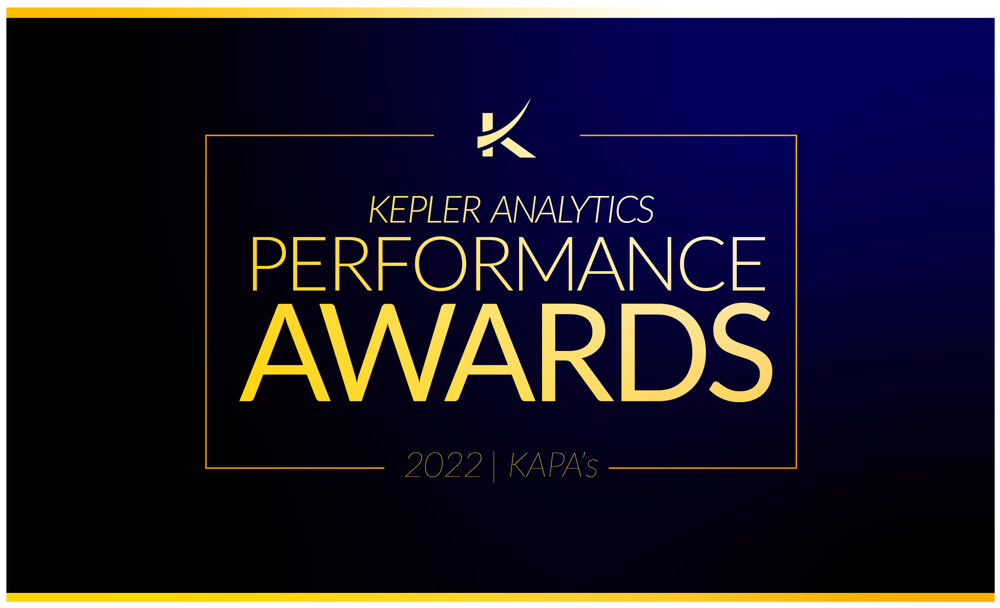 K
KEPLER ANALYTICS
PERFORMANCE
AWARDS
2022 | KAPA's